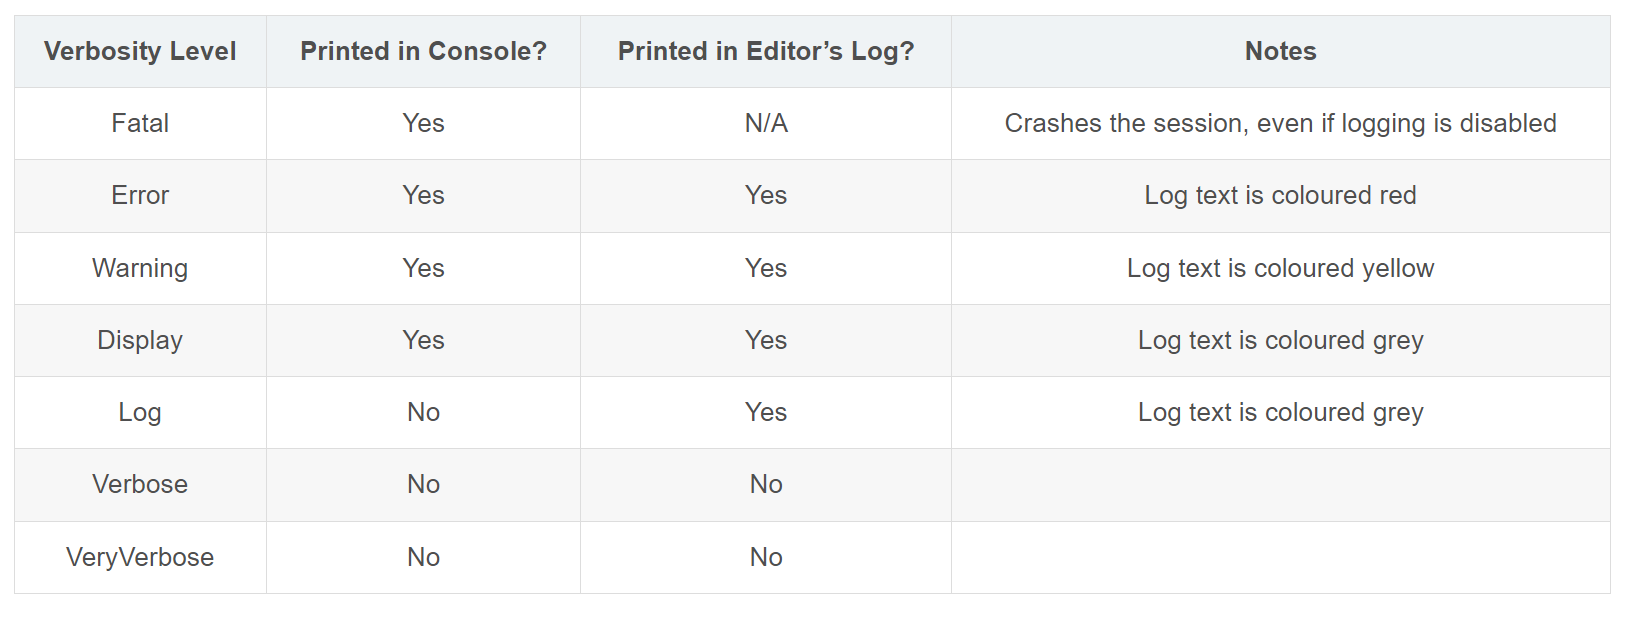 Verbosity Level Printed in Console? Printed in Editor’s Log? Notes
Fatal Yes N/A Crashes the session, even if logging is disabled
Error Yes Yes Log text is coloured red
Warning Yes Yes Log text is coloured yellow
Display Yes Yes Log text is coloured grey
Log No Yes Log text is coloured grey
Verbose No No
VeryVerbose No No